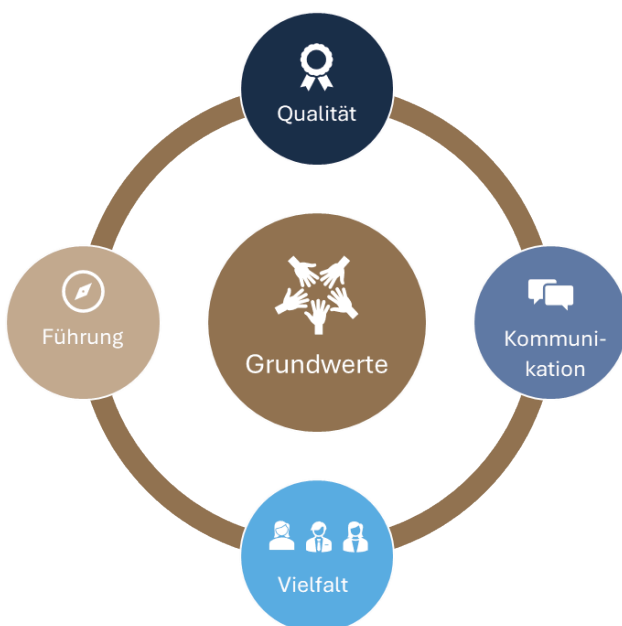 Qualität
Führung
Grundwerte
Kommuni-
kation
Vielfalt